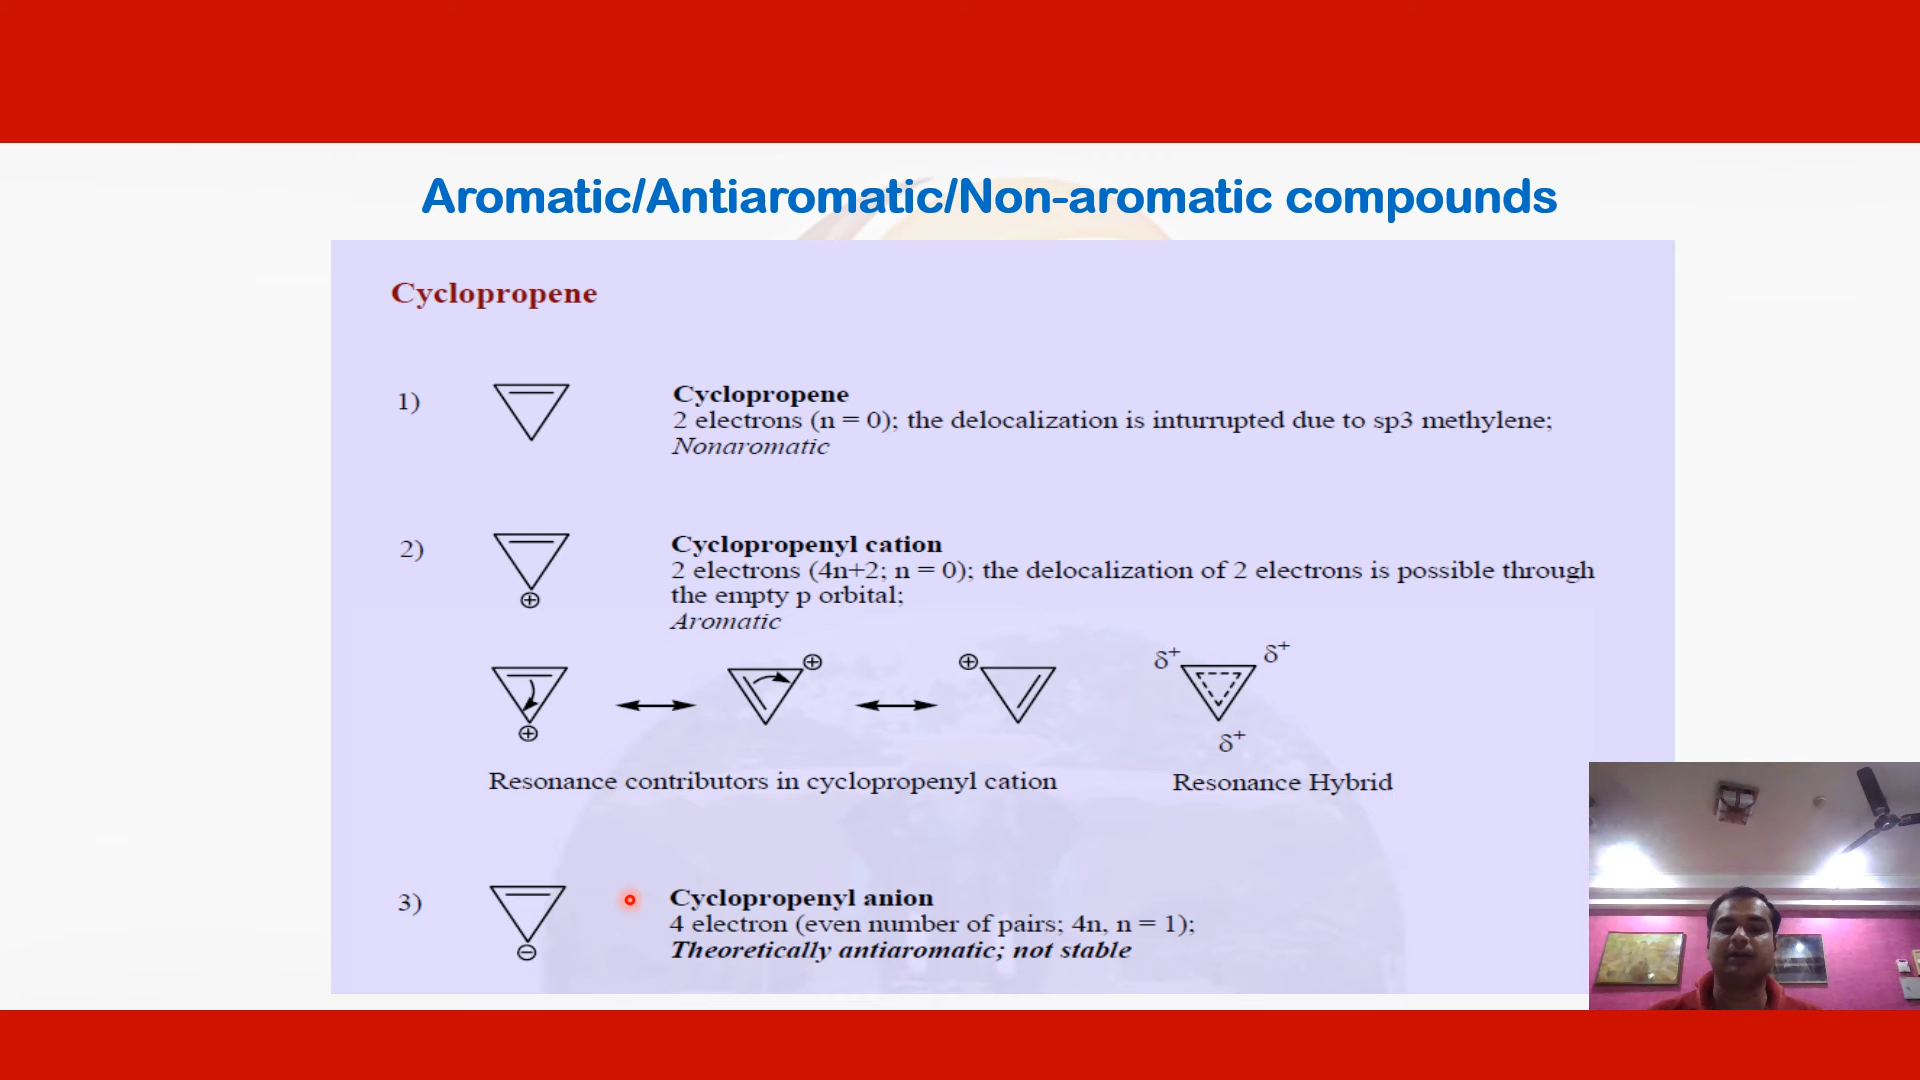 Aromatic/Antiaromatic/Non-aromatic compounds
Cyclopropene
1)
Cyclopropene
2 electrons (n = 0); the delocalization is inturrupted due to sp3 methylene;
Nonaromatic
2)
⊕
Cyclopropenyl cation
2 electrons (4n+2; n = 0); the delocalization of 2 electrons is possible through
the empty p orbital;
Aromatic
⊕ ⊕ ⊕ δ+ δ+ δ+
Resonance contributors in cyclopropenyl cation
Resonance Hybrid
3)
⊖
Cyclopropenyl anion
4 electron (even number of pairs; 4n, n = 1);
Theoretically antiaromatic; not stable